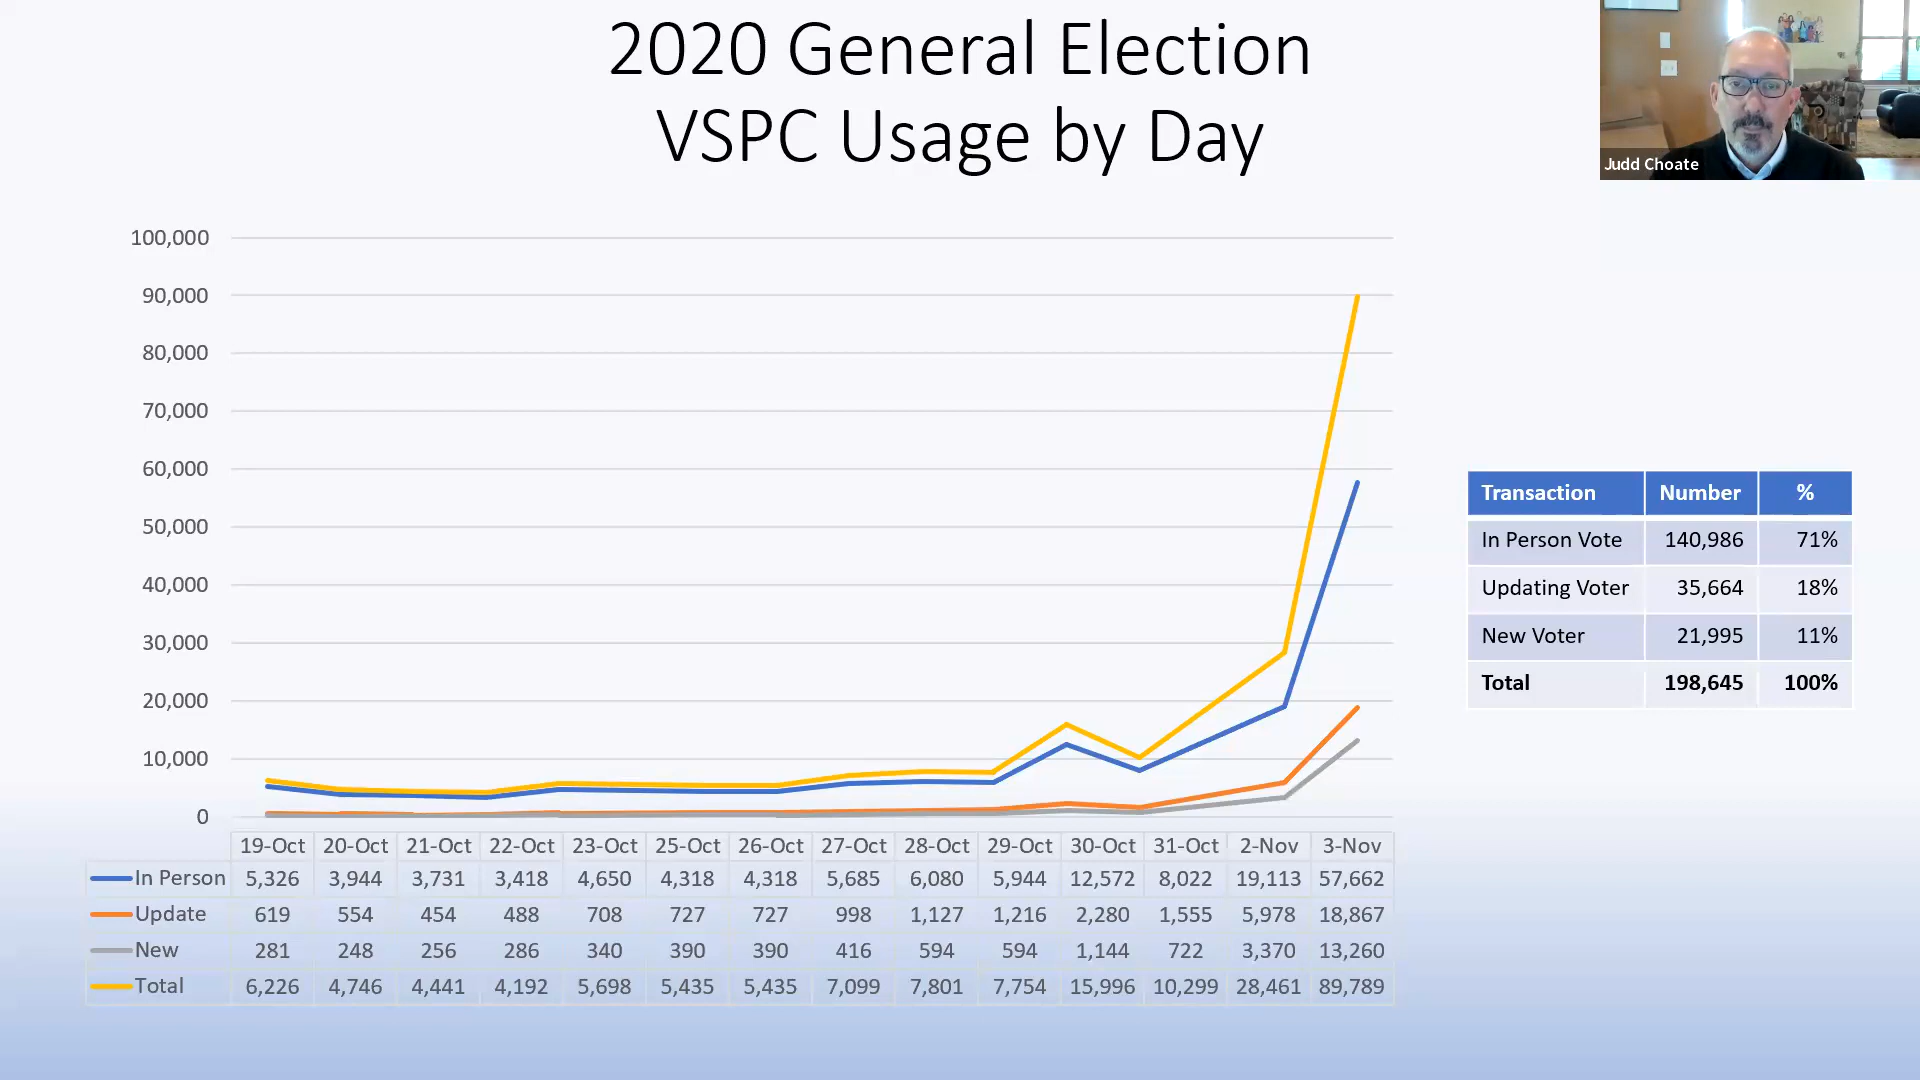 2020 General Election
VSPC Usage by Day
Judd Choate
100,000
90,000
80,000
70,000
60,000
50,000
40,000
30,000
20,000
10,000
0
19-Oct 20-Oct 21-Oct 22-Oct 23-Oct 25-Oct 26-Oct 27-Oct 28-Oct 29-Oct 30-Oct 31-Oct 2-Nov 3-Nov
In Person 5,326 3,944 3,731 3,418 4,650 4,318 4,318 5,685 6,080 5,944 12,572 8,022 19,113 57,662
Update 619 554 454 488 708 727 727 998 1,127 1,216 2,280 1,555 5,978 18,867
New 281 248 256 286 340 390 390 416 594 594 1,144 722 3,370 13,260
Total 6,226 4,746 4,441 4,192 5,698 5,435 5,435 7,099 7,801 7,754 15,996 10,299 28,461 89,789
Transaction Number %
In Person Vote 140,986 71%
Updating Voter 35,664 18%
New Voter 21,995 11%
Total 198,645 100%